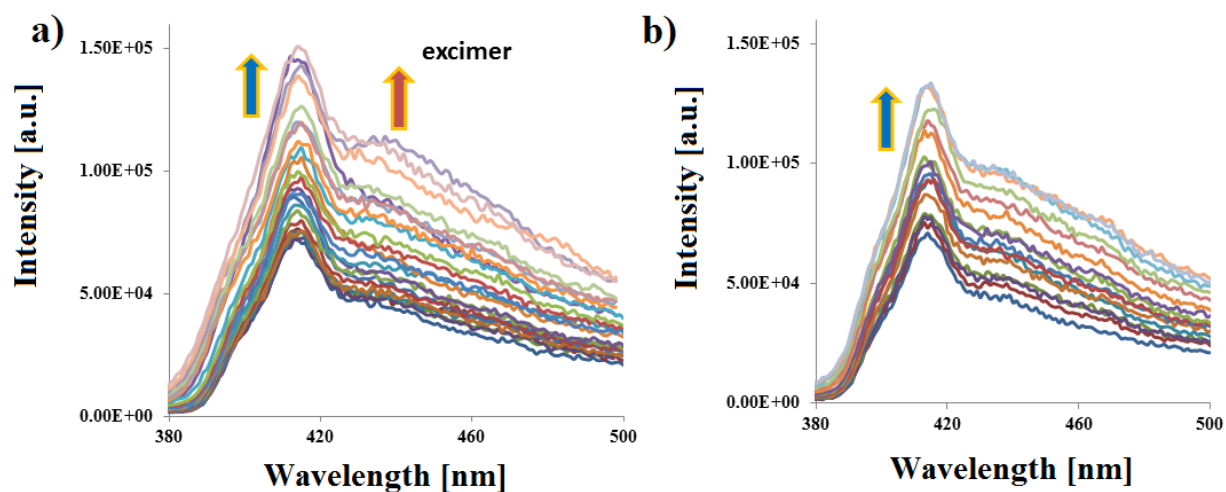 a)
excimer
Intensity [a.u.]
1.50E+05
1.00E+05
5.00E+04
0.00E+00
380
420
460
500
Wavelength [nm]
b)
Intensity [a.u.]
1.50E+05
1.00E+05
5.00E+04
0.00E+00
380
420
460
500
Wavelength [nm]